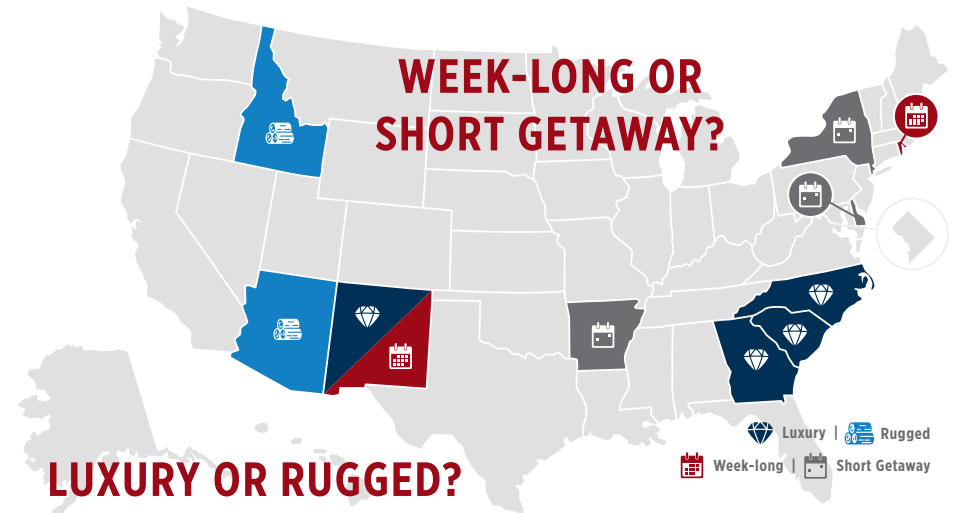 WEEK-LONG OR
SHORT GETAWAY?
Luxury | Rugged
Week-long | Short Getaway
LUXURY OR RUGGED?